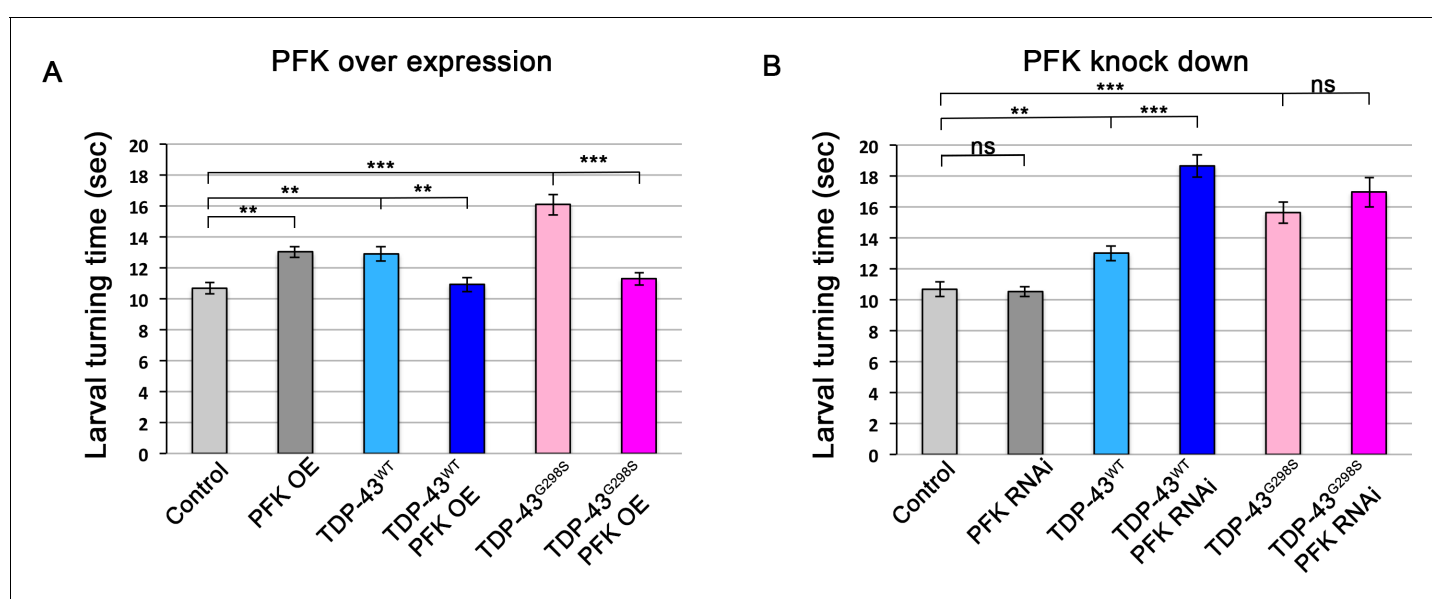 A
PFK over expression
Larval turning time (sec)
20
18
16
14
12
10
8
6
4
2
0
***
***
**
**
**
Control
PFK OE
TDP-43WT
TDP-43WT
PFK OE
TDP-43G298S
TDP-43G298S
PFK OE
B
PFK knock down
Larval turning time (sec)
20
18
16
14
12
10
8
6
4
2
0
***
ns
**
***
ns
Control
PFK RNAi
TDP-43WT
TDP-43WT
PFK RNAi
TDP-43G298S
TDP-43G298S
PFK RNAi